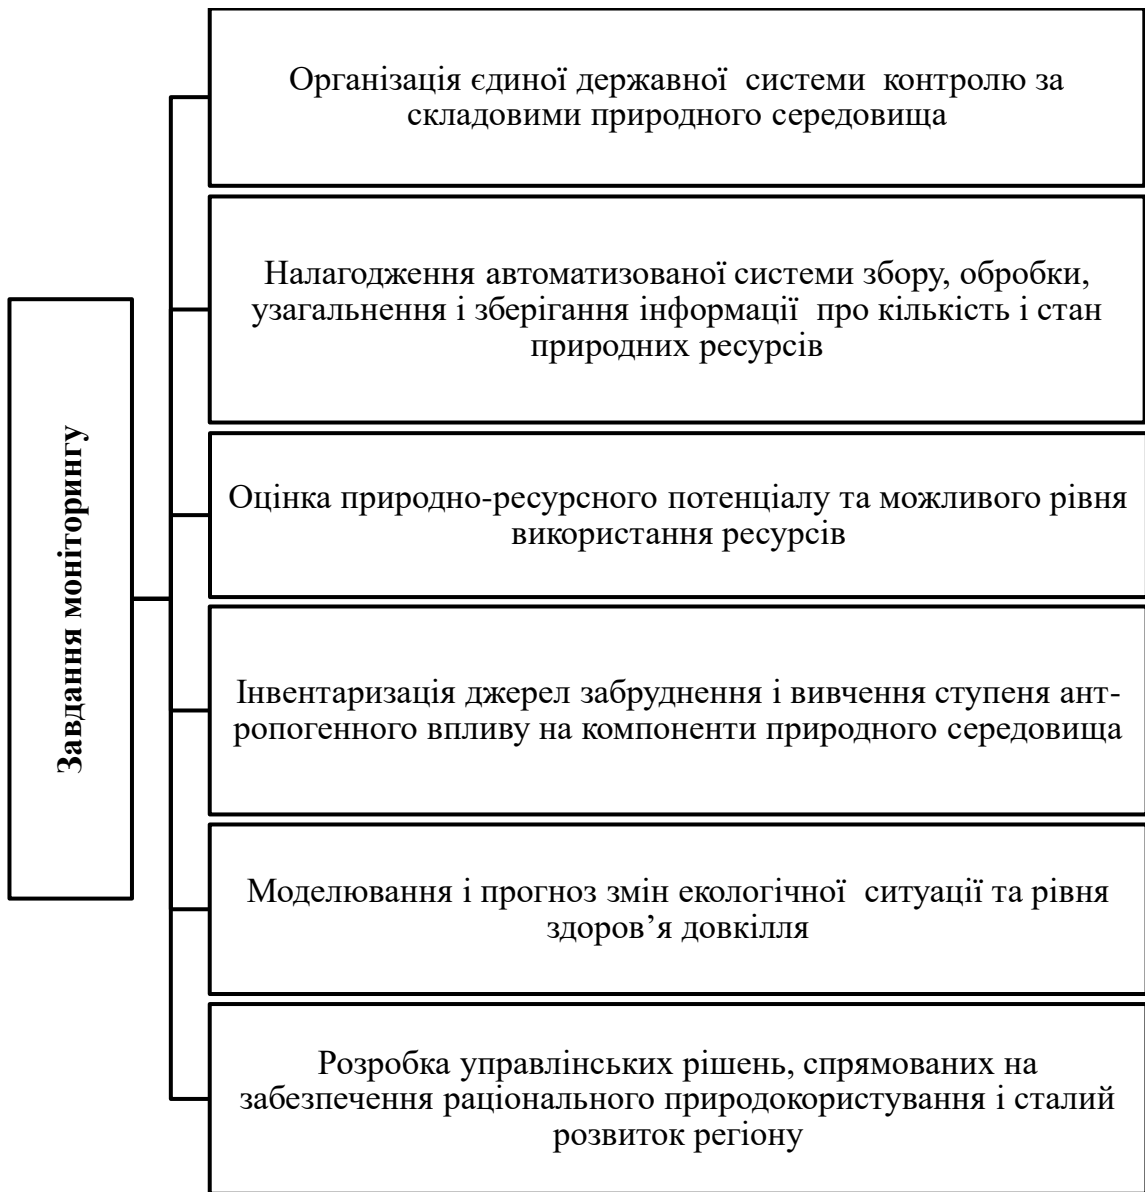 Завдання моніторингу
Організація єдиної державної системи контролю за
складовими природного середовища
Налагодження автоматизованої системи збору, обробки,
узагальнення і зберігання інформації про кількість і стан
природних ресурсів
Оцінка природно-ресурсного потенціалу та можливого рівня
використання ресурсів
Інвентаризація джерел забруднення і вивчення ступеня ант-
ропогенного впливу на компоненти природного середовища
Моделювання і прогноз змін екологічної ситуації та рівня
здоров’я довкілля
Розробка управлінських рішень, спрямованих на
забезпечення раціонального природокористування і сталий
розвиток регіону